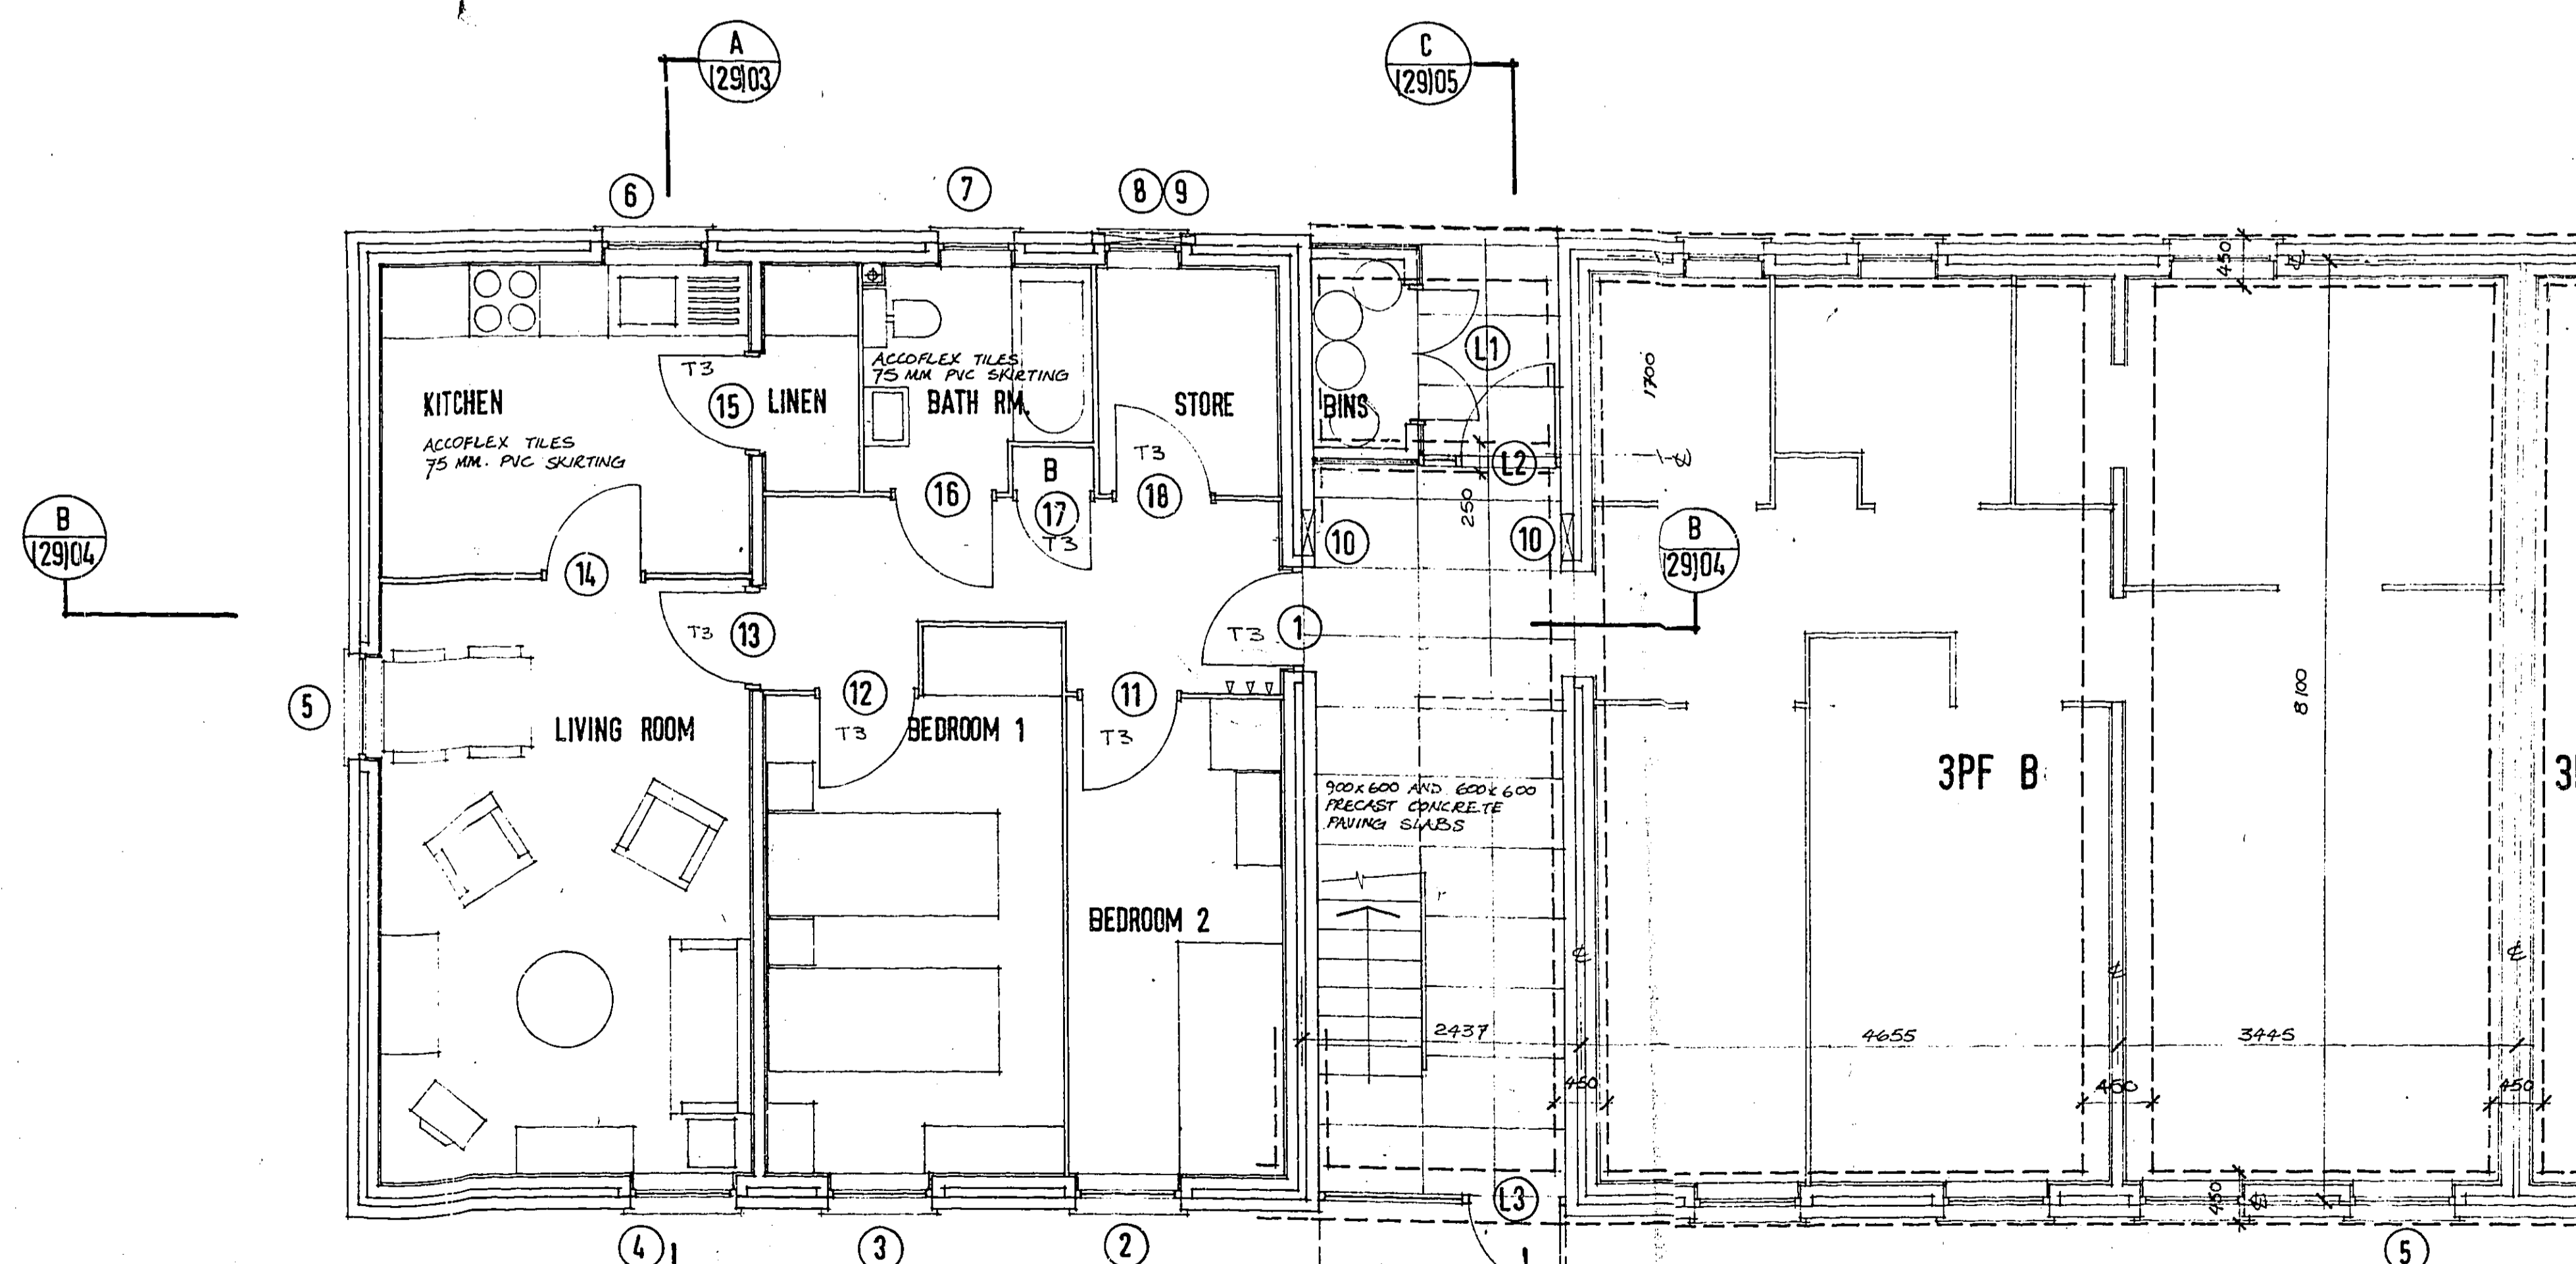 A
(29)03
C
(29)05
6
7
8 9
450
℄
T3
ACCOFLEX TILES
75 MM PVC SKIRTING
L1
1700
KITCHEN
15
LINEN
BATH RM.
STORE
BINS
ACCOFLEX TILES
75 MM. PVC SKIRTING
T3
B
L2
250
16
17
18
T3
B
(29)04
10
10
B
(29)04
14
T3
13
T3
1
5
12
11
LIVING ROOM
T3
BEDROOM 1
T3
8100
3PF B
900x600 AND 600x600
PRECAST CONCRETE
PAVING SLABS
BEDROOM 2
℄
℄
℄
2437
4655
3445
450
450
450
L3
450
℄
4
3
2
5